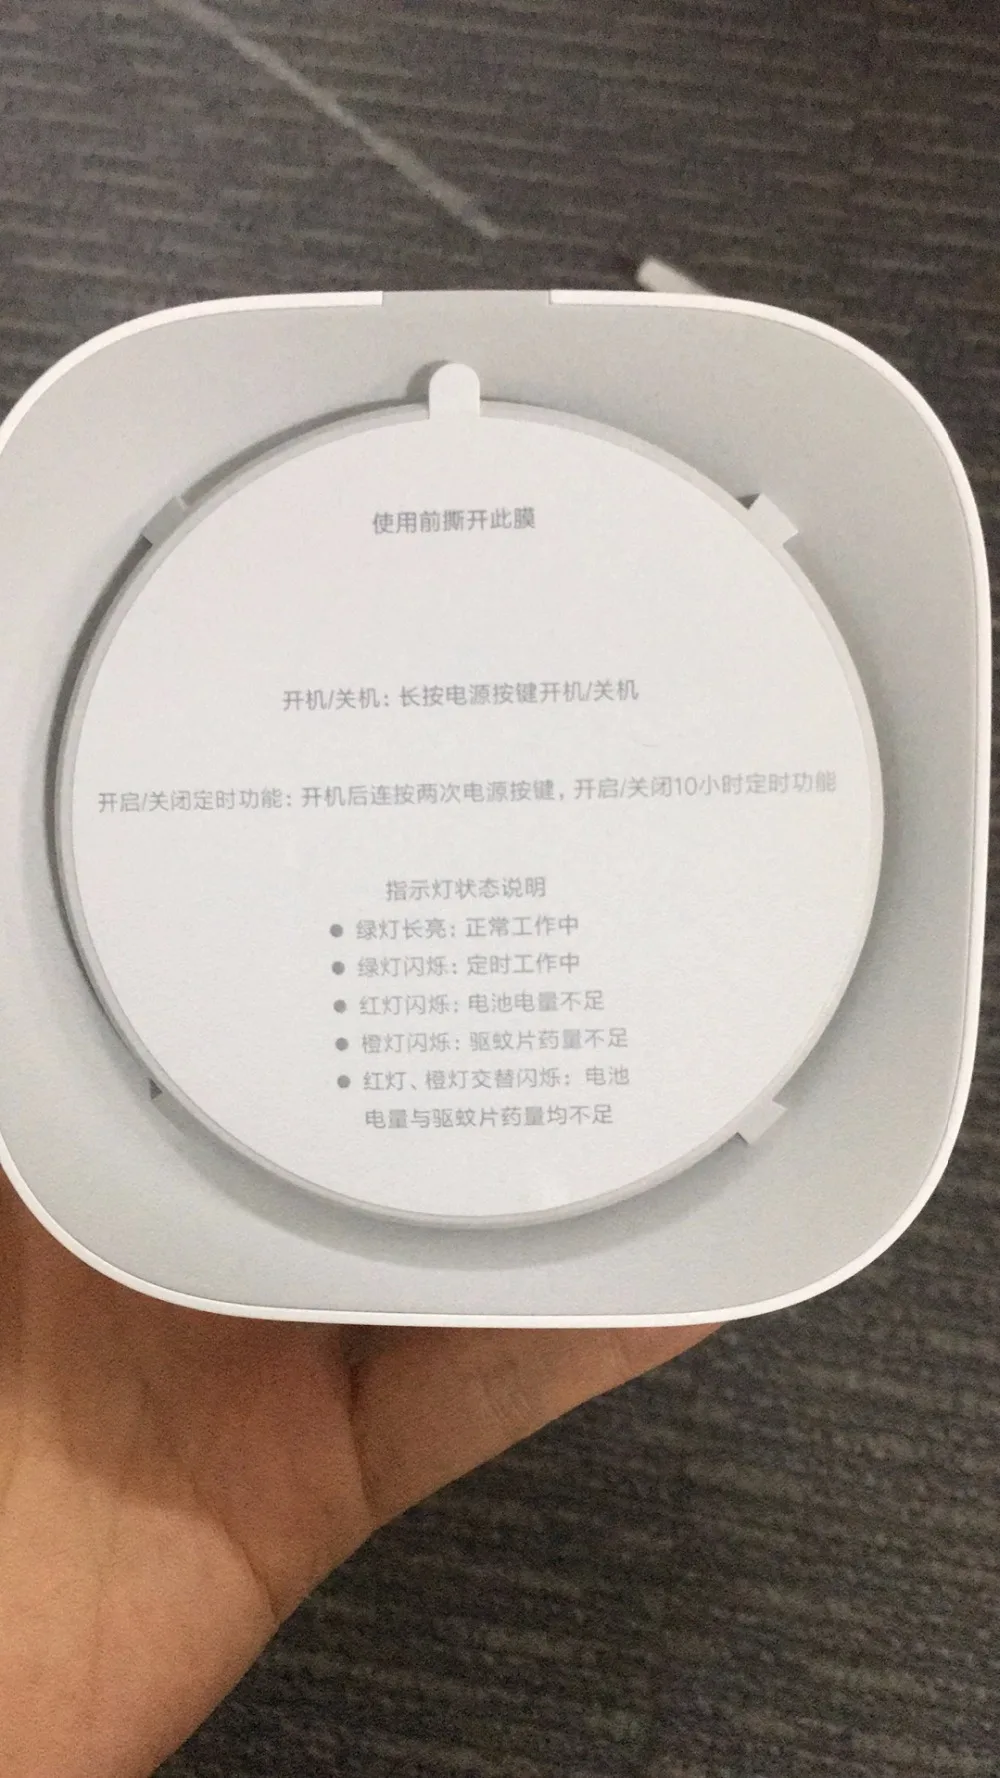 使用前撕开此膜
开机/关机：长按电源按键开机/关机
开启/关闭定时功能：开机后连按两次电源按键，开启/关闭10小时定时功能
指示灯状态说明
● 绿灯长亮：正常工作中
● 绿灯闪烁：定时工作中
● 红灯闪烁：电池电量不足
● 橙灯闪烁：驱蚊片药量不足
● 红灯、橙灯交替闪烁：电池
电量与驱蚊片药量均不足